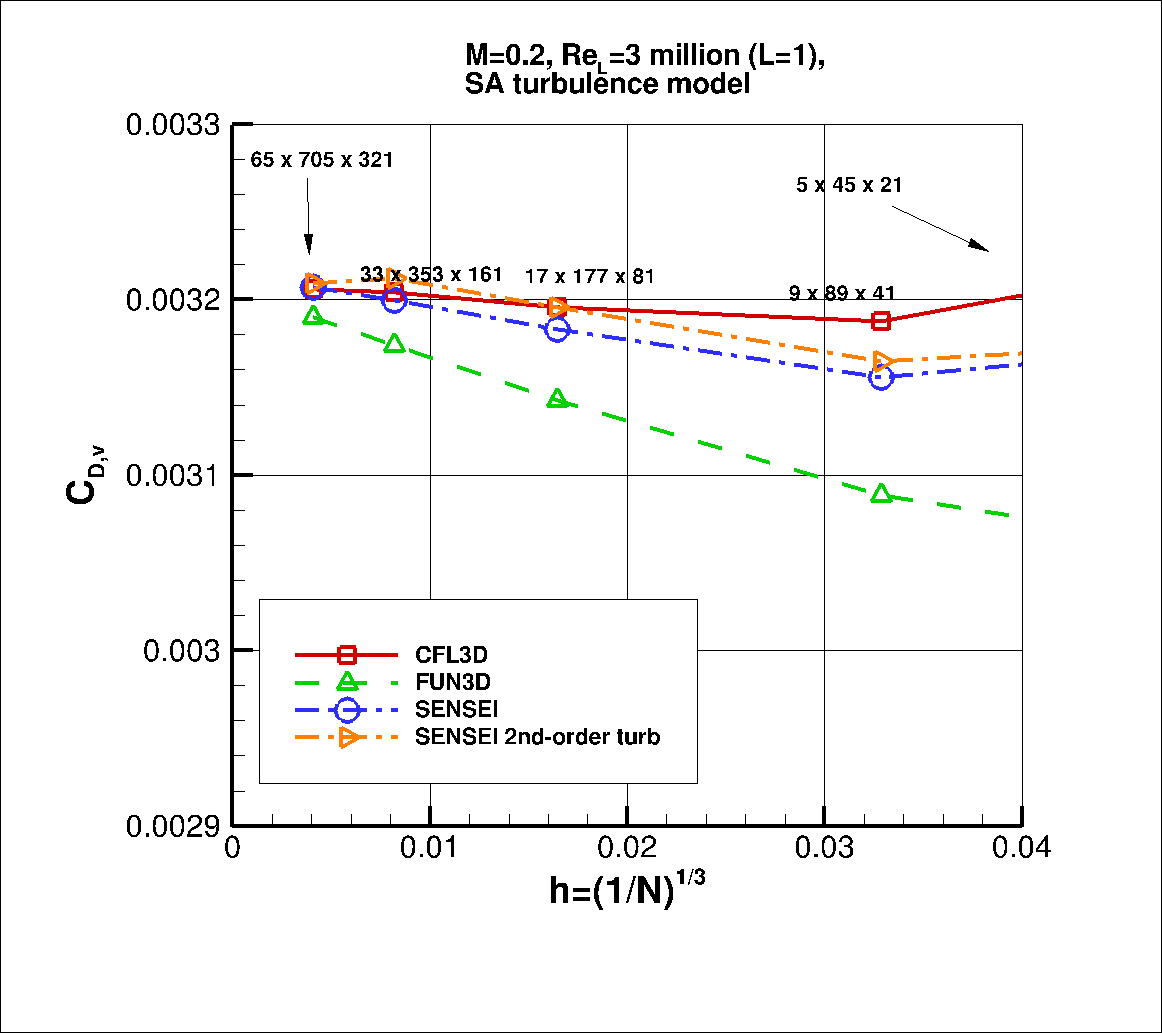 M=0.2, Re_L=3 million (L=1),
SA turbulence model
0.0033
65 x 705 x 321
5 x 45 x 21
33 x 353 x 161
17 x 177 x 81
9 x 89 x 41
0.0032
C_D,v
0.0031
0.003
CFL3D
FUN3D
SENSEI
SENSEI 2nd-order turb
0.0029
0 0.01 0.02 0.03 0.04
h=(1/N)^1/3